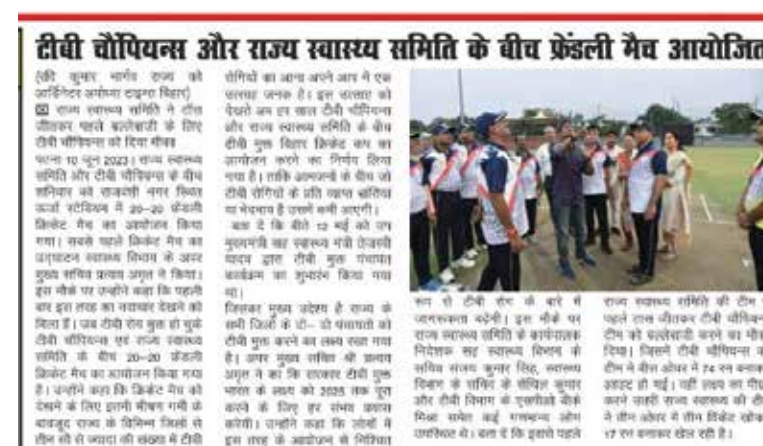 टीबी चौंपियन्स और राज्य स्वास्थ्य समिति के बीच फ्रेंडली मैच आयोजित
(रवि कुमार भार्गव राज्य को
आर्डिनेटर अयोध्या टाइम्स बिहार)
राज्य स्वास्थ्य समिति ने टॉस
जीतकर पहले बल्लेबाजी के लिए
टीबी चौंपियन्स को दिया मौका
पटना 10 जून 2023। राज्य स्वास्थ्य
समिति और टीबी चौंपियन्स के बीच
शनिवार को राजवंशी नगर स्थित
ऊर्जा स्टेडियम में 20-20 फ्रेंडली
क्रिकेट मैच का आयोजन किया
गया। सबसे पहले क्रिकेट मैच का
उद्घाटन स्वास्थ्य विभाग के अपर
मुख्य सचिव प्रत्यय अमृत ने किया।
इस मौके पर उन्होंने कहा कि पहली
बार इस तरह का नवाचार देखने को
मिला है। जब टीबी रोग मुक्त हो चुके
टीबी चौंपियन्स एवं राज्य स्वास्थ्य
समिति के बीच 20-20 फ्रेंडली
क्रिकेट मैच का आयोजन किया गया
है। उन्होंने कहा कि क्रिकेट मैच को
देखने के लिए इतनी भीषण गर्मी के
बावजूद राज्य के विभिन्न जिलों से
तीन सौ से ज्यादा की संख्या में टीबी
रोगियों का आना अपने आप में एक
उत्साह जनक है। इस उत्साह को
देखते अब हर साल टीबी चौंपियन्स
और राज्य स्वास्थ्य समिति के बीच
टीबी मुक्त बिहार क्रिकेट कप का
आयोजन करने का निर्णय लिया
गया है। ताकि आमजनों के बीच जो
टीबी रोगियों के प्रति व्याप्त भ्रांतियां
या भेदभाव है उसमें कमी आएगी।
बता दें कि बीते 12 मई को उप
मुख्यमंत्री सह स्वास्थ्य मंत्री तेजस्वी
यादव द्वारा टीबी मुक्त पंचायत
कार्यक्रम का शुभारंभ किया गया
था।
जिसका मुख्य उद्देश्य है राज्य के
सभी जिलों के दो- दो पंचायतों को
टीबी मुक्त करने का लक्ष्य रखा गया
है। अपर मुख्य सचिव श्री प्रत्यय
अमृत ने का कि सरकार टीबी मुक्त
भारत के लक्ष्य को 2025 तक पूरा
करने के लिए हर संभव प्रयास
करेगी। उन्होंने कहा कि लोगों में
इस तरह के आयोजन से निश्चित
रूप से टीबी रोग के बारे में
जागरूकता बढ़ेगी। इस मौके पर
राज्य स्वास्थ्य समिति के कार्यपालक
निदेशक सह स्वास्थ्य विभाग के
सचिव संजय कुमार सिंह, स्वास्थ्य
विभाग के सचिव के सेंथिल कुमार
और टीबी विभाग के एसपीओ बीके
मिश्रा समेत कई गणमान्य लोग
उपस्थित थे। बता दें कि इससे पहले
राज्य स्वास्थ्य समिति की टीम
पहले टास जीतकर टीबी चौंपियन
टीम को बल्लेबाजी करने का मौका
दिया। जिसमें टीबी चौंपियन्स की
टीम ने बीस ओवर में 74 रन बनाकर
आउट हो गई। वहीं लक्ष्य का पीछा
करने उतरी राज्य स्वास्थ्य की टीम
ने तीन ओवर में तीन विकेट खोकर
17 रन बनाकर खेल रही है।